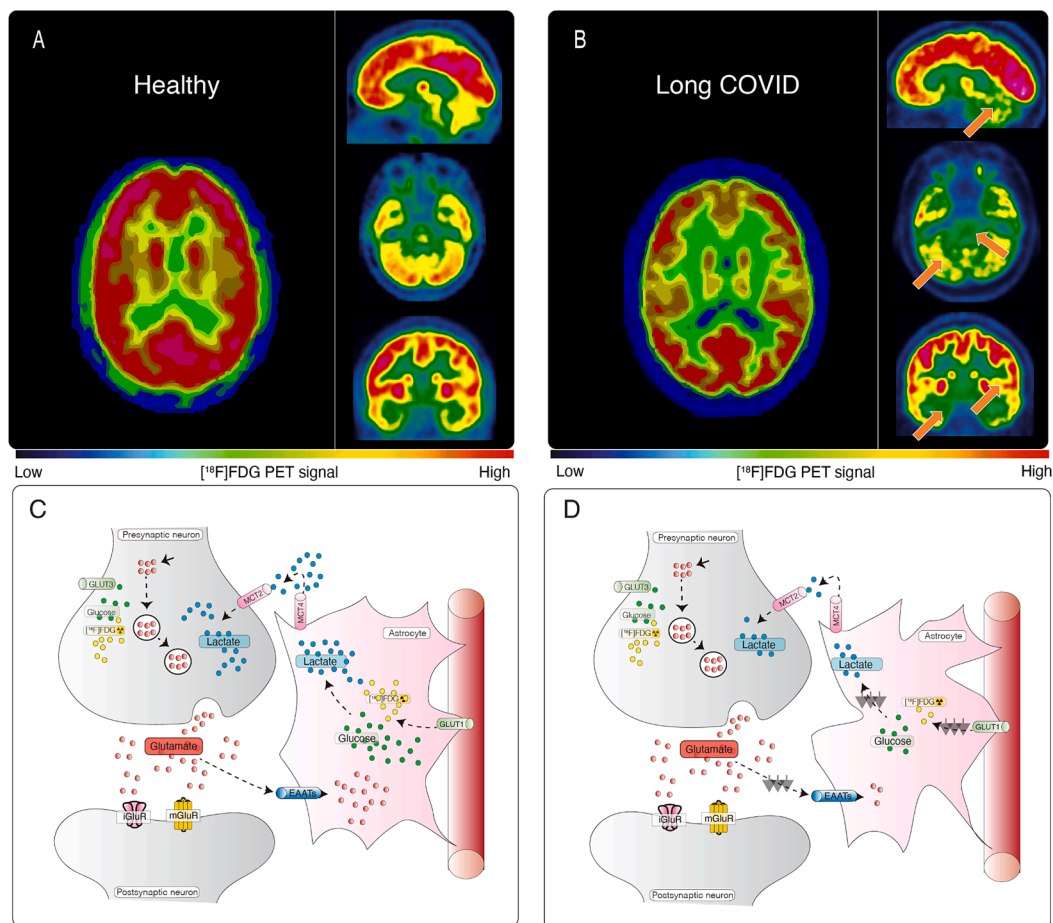 A
Healthy
B
Long COVID
Low
[¹⁸F]FDG PET signal
High
Low
[¹⁸F]FDG PET signal
High
C
Presynaptic neuron
GLUT3
Glucose
[¹⁸F]FDG
MCT2
MCT4
Lactate
Astrocyte
Lactate
[¹⁸F]FDG
GLUT1
Glucose
Glutamate
EAATs
iGluR
mGluR
Postsynaptic neuron
D
Presynaptic neuron
GLUT3
Glucose
[¹⁸F]FDG
MCT2
MCT4
Lactate
Astrocyte
Lactate
[¹⁸F]FDG
GLUT1
Glucose
Glutamate
EAATs
iGluR
mGluR
Postsynaptic neuron